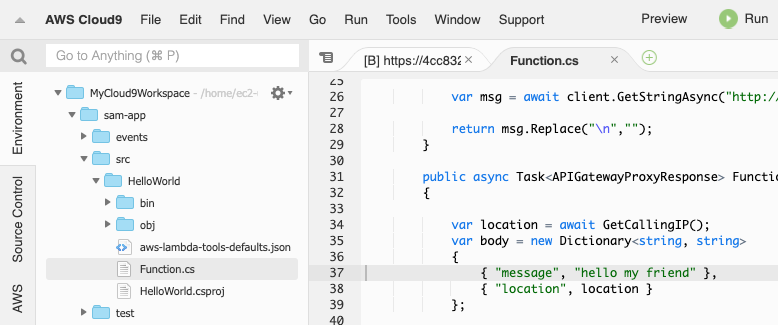 AWS Cloud9 File Edit Find View Go Run Tools Window Support Preview Run
Go to Anything (⌘ P)
[B] https://4cc832 Function.cs
Environment
Source Control
AWS
MyCloud9Workspace - /home/ec2-
sam-app
events
src
HelloWorld
bin
obj
aws-lambda-tools-defaults.json
Function.cs
HelloWorld.csproj
test
25
26 var msg = await client.GetStringAsync("http:/
27
28 return msg.Replace("\n","");
29 }
30
31 public async Task<APIGatewayProxyResponse> Functio
32 {
33
34 var location = await GetCallingIP();
35 var body = new Dictionary<string, string>
36 {
37 { "message", "hello my friend" },
38 { "location", location }
39 };
40